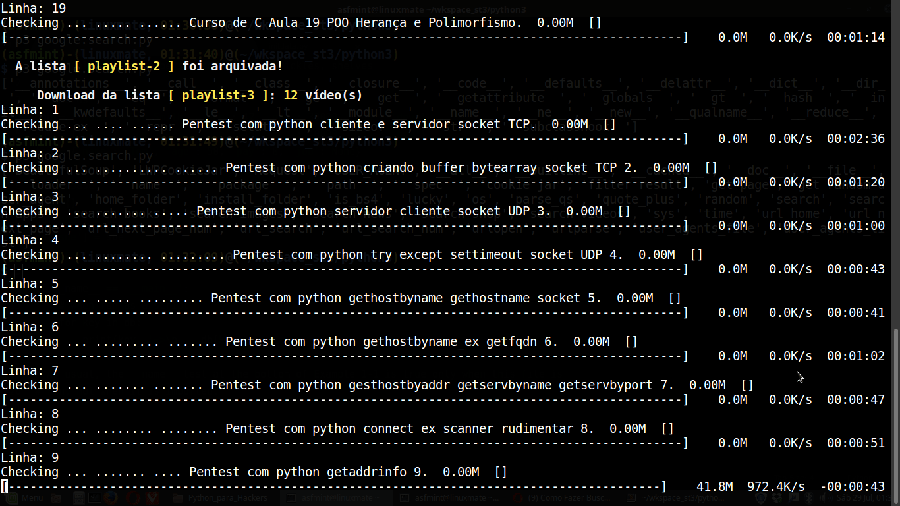 Linha: 19
Checking ... ..... ......... Curso de C Aula 19 POO Herança e Polimorfismo.  0.00M  []
[----------------------------------------------------------------------------------------------]    0.0M   0.0K/s  00:01:14
A lista [ playlist-2 ] foi arquivada!
Download da lista [ playlist-3 ]: 12 vídeo(s)
Linha: 1
Checking ... ........ .... Pentest com python cliente e servidor socket TCP.  0.00M  []
[----------------------------------------------------------------------------------------------]    0.0M   0.0K/s  00:02:36
Linha: 2
Checking ... ..... ......... ........ Pentest com python criando buffer bytearray socket TCP 2.  0.00M  []
[----------------------------------------------------------------------------------------------]    0.0M   0.0K/s  00:01:20
Linha: 3
Checking ... ........ ........ Pentest com python servidor cliente socket UDP 3.  0.00M  []
[----------------------------------------------------------------------------------------------]    0.0M   0.0K/s  00:01:00
Linha: 4
Checking ... ........ ........ ........ Pentest com python try except settimeout socket UDP 4.  0.00M  []
[----------------------------------------------------------------------------------------------]    0.0M   0.0K/s  00:00:43
Linha: 5
Checking ... ..... ......... Pentest com python gethostbyname gethostname socket 5.  0.00M  []
[----------------------------------------------------------------------------------------------]    0.0M   0.0K/s  00:00:41
Linha: 6
Checking ... ........ ........ .... Pentest com python gethostbyname ex getfqdn 6.  0.00M  []
[----------------------------------------------------------------------------------------------]    0.0M   0.0K/s  00:01:02
Linha: 7
Checking ... ........ ........ Pentest com python gesthostbyaddr getservbyname getservbyport 7.  0.00M  []
[----------------------------------------------------------------------------------------------]    0.0M   0.0K/s  00:00:47
Linha: 8
Checking ... ........ ........ Pentest com python connect ex scanner rudimentar 8.  0.00M  []
[----------------------------------------------------------------------------------------------]    0.0M   0.0K/s  00:00:51
Linha: 9
Checking ... ....... .... Pentest com python getaddrinfo 9.  0.00M  []
[-------------------------------------------------------------------------------------------]    41.8M  972.4K/s  -00:00:43